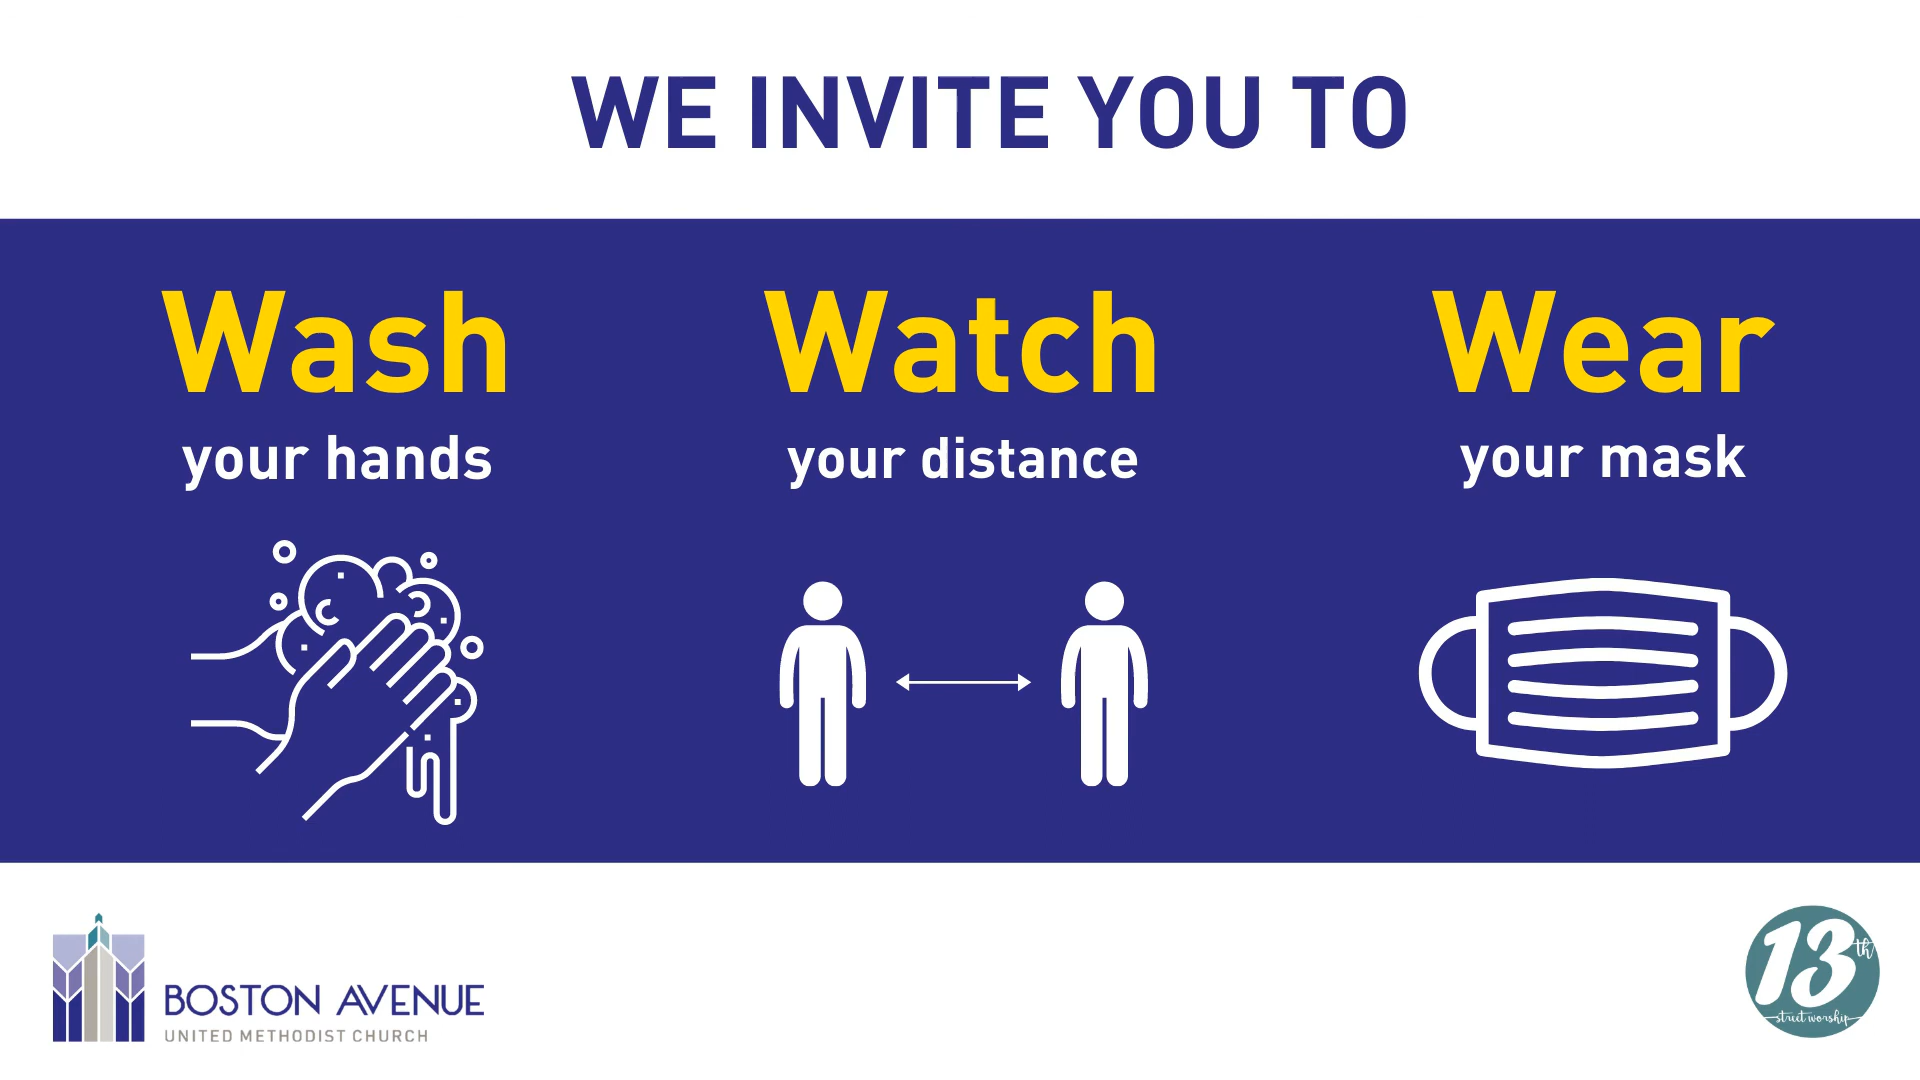 WE INVITE YOU TO
Wash
your hands
Watch
your distance
Wear
your mask
BOSTON AVENUE
UNITED METHODIST CHURCH
13th
street worship